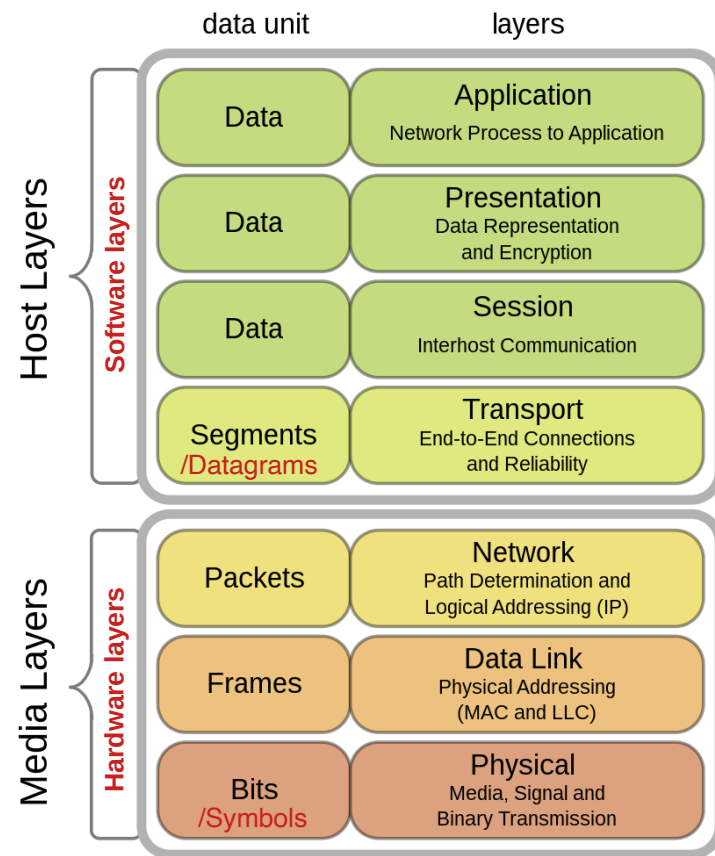 data unit
layers
Host Layers
Software layers
Data
Application
Network Process to Application
Data
Presentation
Data Representation
and Encryption
Data
Session
Interhost Communication
Segments
/Datagrams
Transport
End-to-End Connections
and Reliability
Media Layers
Hardware layers
Packets
Network
Path Determination and
Logical Addressing (IP)
Frames
Data Link
Physical Addressing
(MAC and LLC)
Bits
/Symbols
Physical
Media, Signal and
Binary Transmission